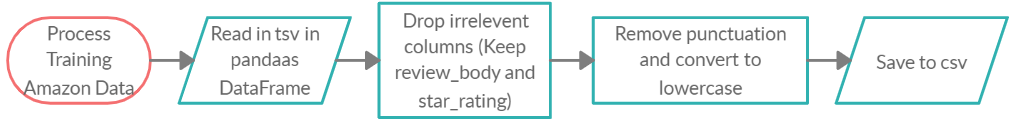 Process
Training
Amazon Data
Read in tsv in
pandaas
DataFrame
Drop irrelevent
columns (Keep
review_body and
star_rating)
Remove punctuation
and convert to
lowercase
Save to csv